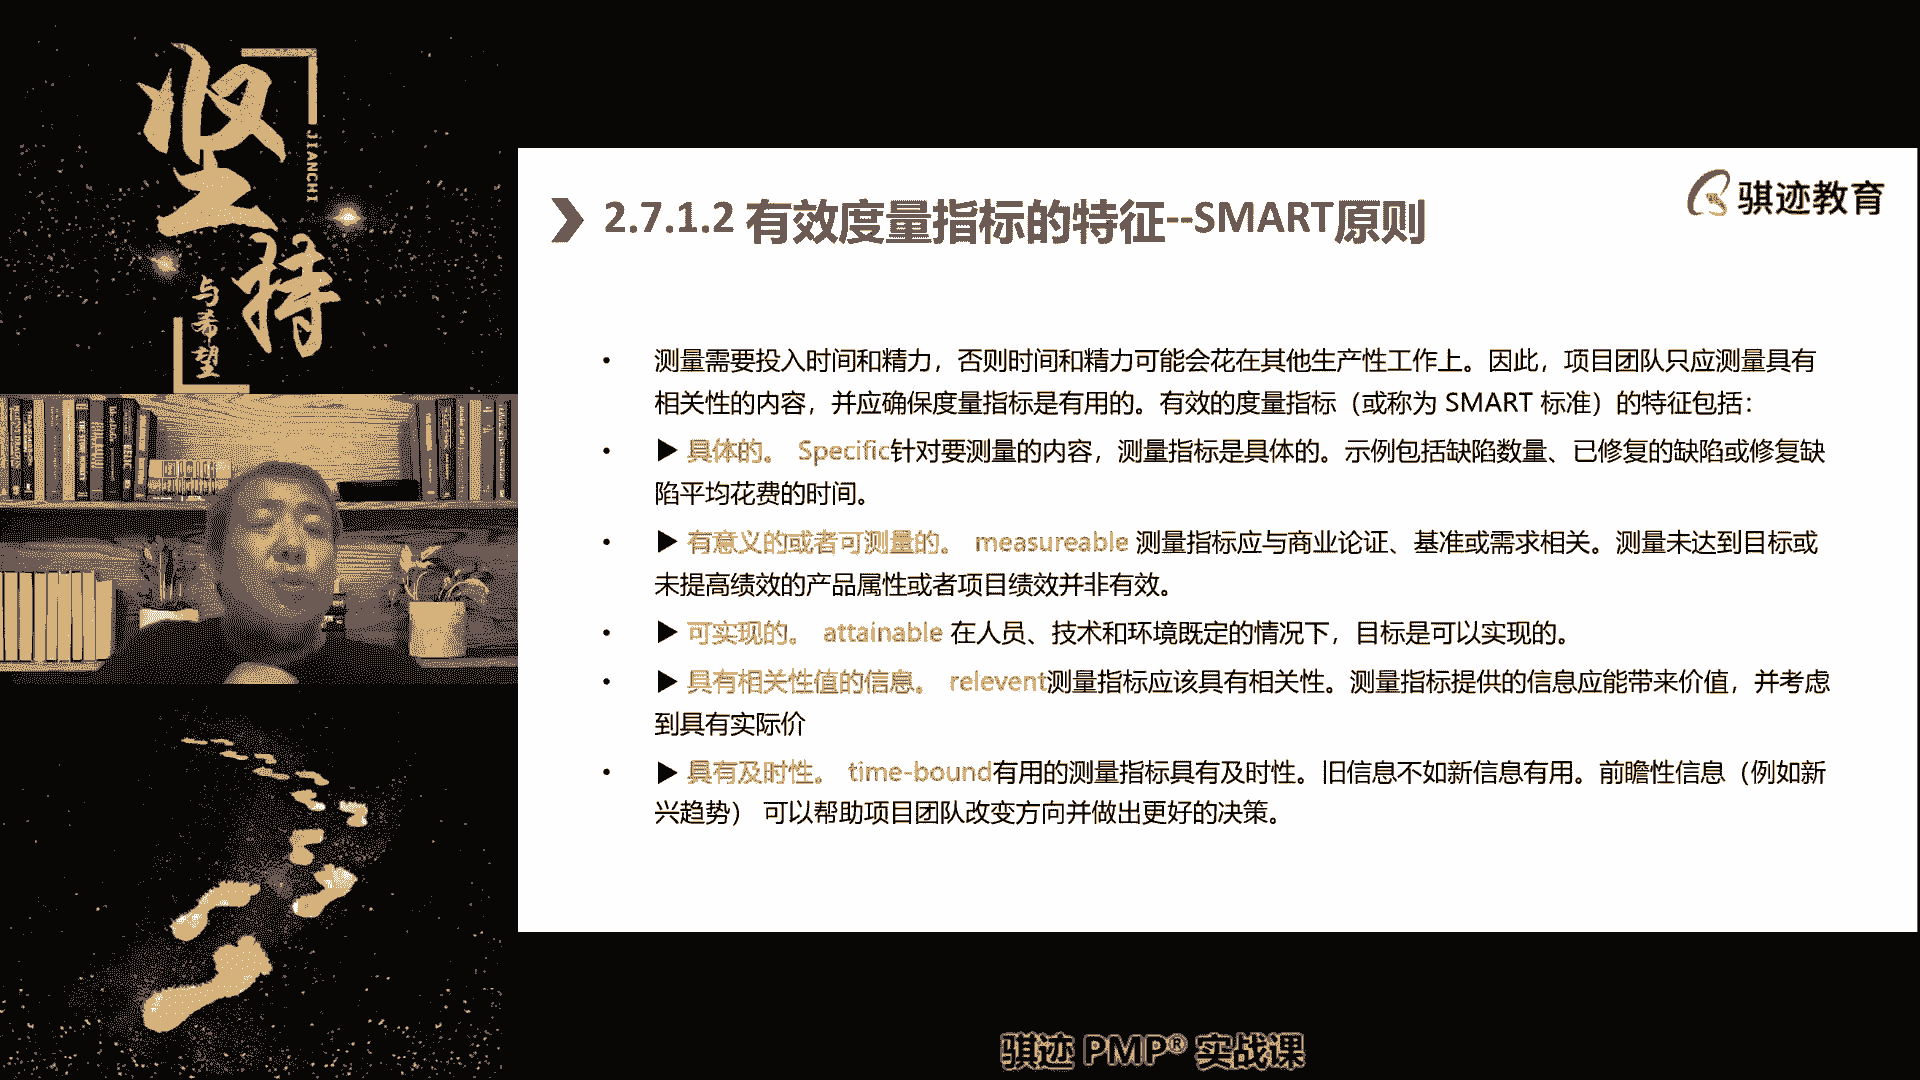 坚持
JIANCHI
与希望
骐迹教育
2.7.1.2 有效度量指标的特征--SMART原则
• 测量需要投入时间和精力，否则时间和精力可能会花在其他生产性工作上。因此，项目团队只应测量具有
相关性的内容，并应确保度量指标是有用的。有效的度量指标（或称为 SMART 标准）的特征包括：
• ▶ 具体的。 Specific针对要测量的内容，测量指标是具体的。示例包括缺陷数量、已修复的缺陷或修复缺
陷平均花费的时间。
• ▶ 有意义的或者可测量的。 measureable 测量指标应与商业论证、基准或需求相关。测量未达到目标或
未提高绩效的产品属性或者项目绩效并非有效。
• ▶ 可实现的。 attainable 在人员、技术和环境既定的情况下，目标是可以实现的。
• ▶ 具有相关性值的信息。 relevent测量指标应该具有相关性。测量指标提供的信息应能带来价值，并考虑
到具有实际价
• ▶ 具有及时性。 time-bound有用的测量指标具有及时性。旧信息不如新信息有用。前瞻性信息（例如新
兴趋势） 可以帮助项目团队改变方向并做出更好的决策。
骐迹 PMP® 实战课